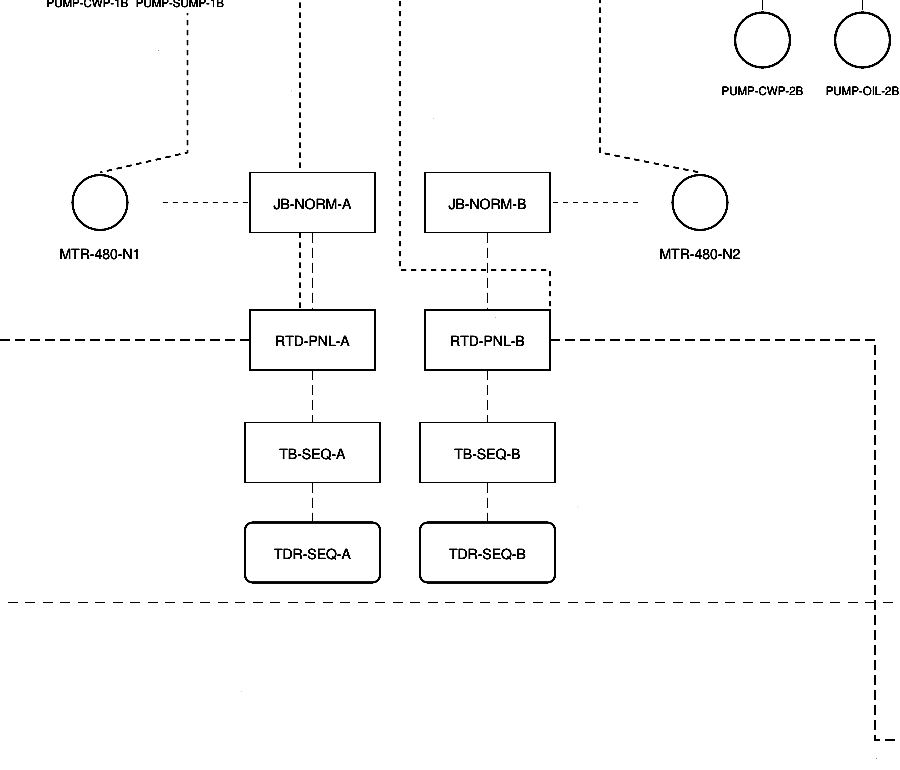 PUMP-CWP-1B PUMP-SUMP-1B
PUMP-CWP-2B PUMP-OIL-2B
JB-NORM-A JB-NORM-B
MTR-480-N1 MTR-480-N2
RTD-PNL-A RTD-PNL-B
TB-SEQ-A TB-SEQ-B
TDR-SEQ-A TDR-SEQ-B